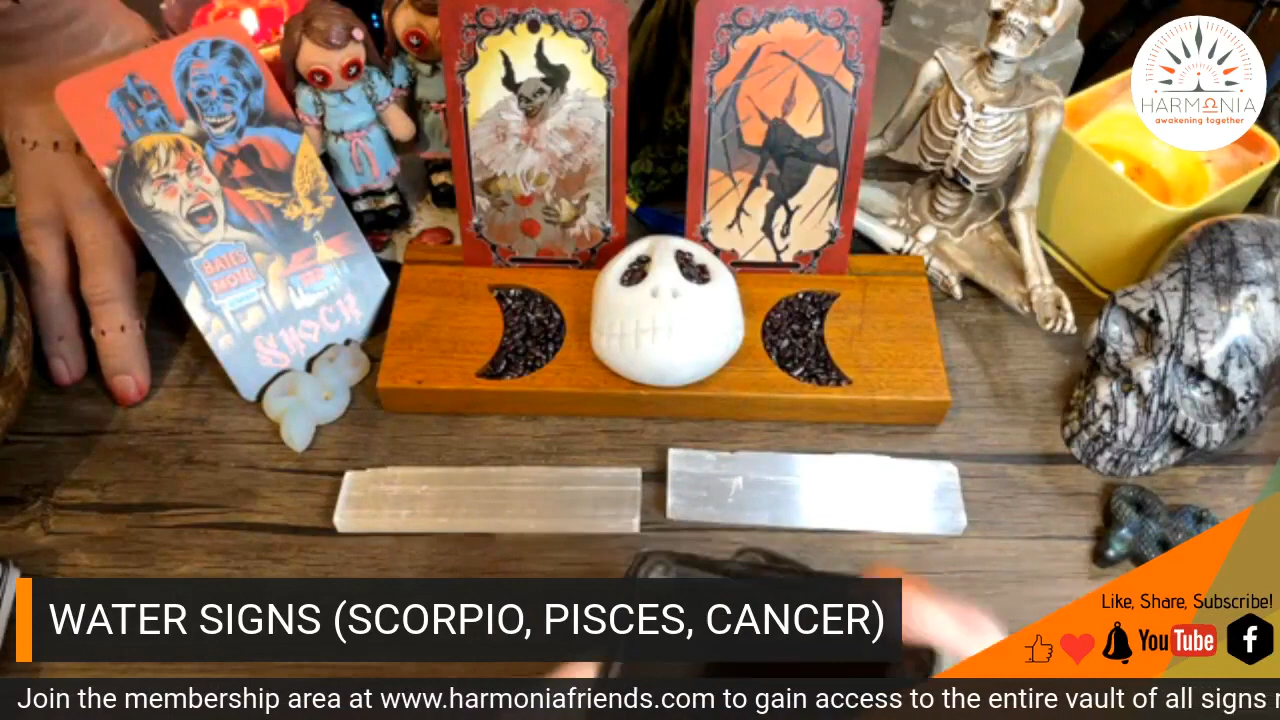 HARMONIA
awakening together
BATES
MOTEL
SHOCK
WATER SIGNS (SCORPIO, PISCES, CANCER)
Like, Share, Subscribe!
YouTube
Join the membership area at www.harmoniafriends.com to gain access to the entire vault of all signs